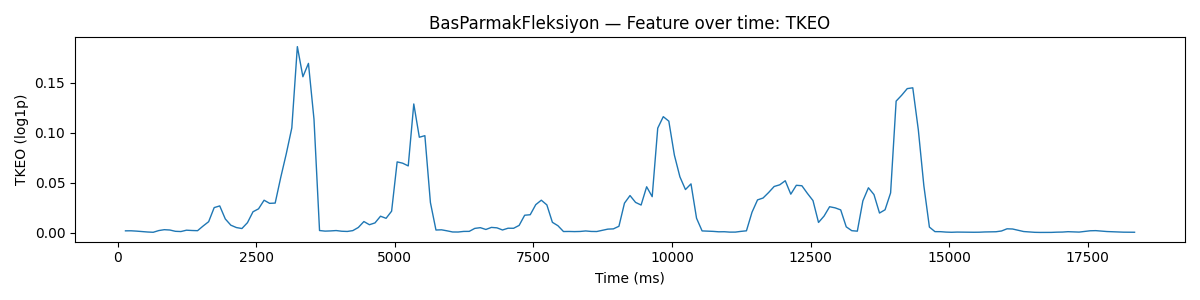 BasParmakFleksiyon — Feature over time: TKEO
TKEO (log1p)
0.15
0.10
0.05
0.00
0 2500 5000 7500 10000 12500 15000 17500
Time (ms)